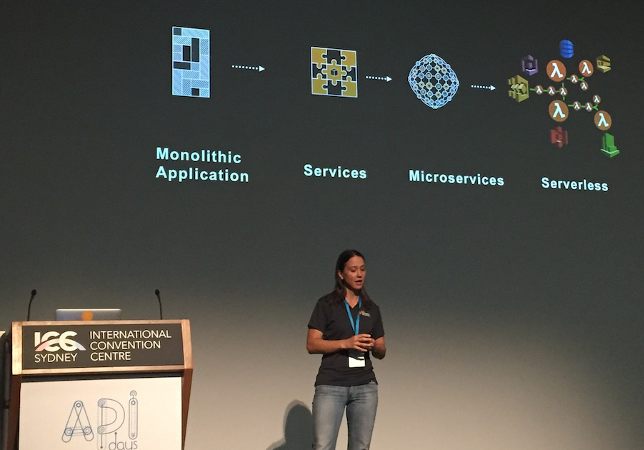 Monolithic
Application
Services
Microservices
Serverless
λ λ
λ λ λ
λ
λ λ λ
λ λ
ICC
SYDNEY
INTERNATIONAL
CONVENTION
CENTRE
API
days